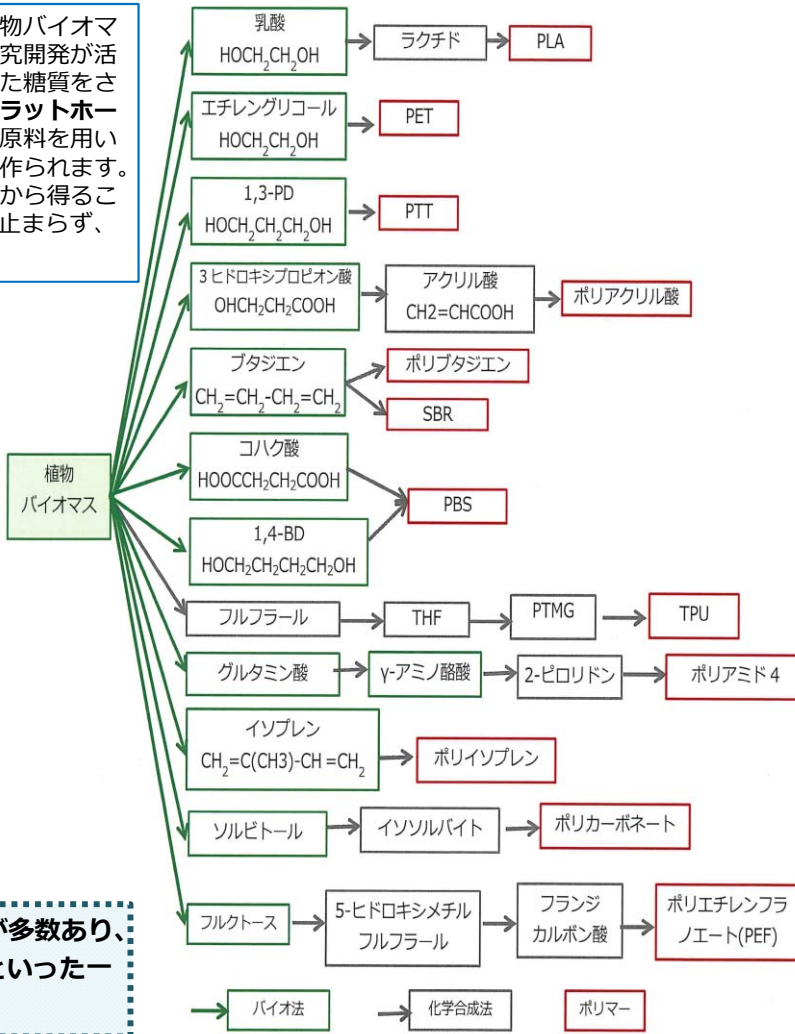 物バイオマ
究開発が活
た糖質をさ
ラットホー
原料を用い
作られます。
から得るこ
止まらず、
乳酸
HOCH₂CH₂OH
ラクチド
PLA
エチレングリコール
HOCH₂CH₂OH
PET
1,3-PD
HOCH₂CH₂CH₂OH
PTT
3ヒドロキシプロピオン酸
OHCH₂CH₂COOH
アクリル酸
CH2=CHCOOH
ポリアクリル酸
ブタジエン
CH₂=CH₂-CH₂=CH₂
ポリブタジエン
SBR
植物
バイオマス
コハク酸
HOOCCH₂CH₂COOH
PBS
1,4-BD
HOCH₂CH₂CH₂CH₂OH
フルフラール
THF
PTMG
TPU
グルタミン酸
γ-アミノ酪酸
2-ピロリドン
ポリアミド4
イソプレン
CH₂=C(CH3)-CH =CH₂
ポリイソプレン
ソルビトール
イソソルバイト
ポリカーボネート
フルクトース
5-ヒドロキシメチル
フルフラール
フランジ
カルボン酸
ポリエチレンフラ
ノエート(PEF)
が多数あり、
といった一
バイオ法
化学合成法
ポリマー